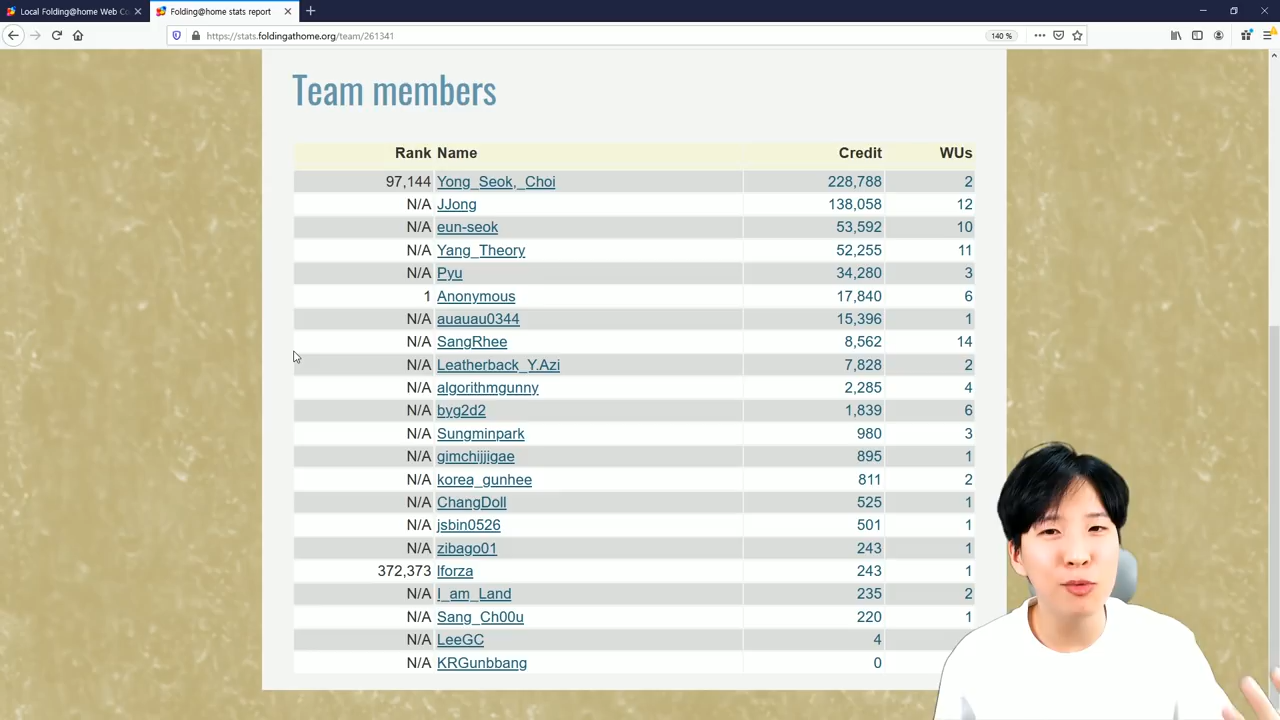 Local Folding@home Web Co
Folding@home stats report
https://stats.foldingathome.org/team/261341
140 %
Team members
Rank Name Credit WUs
97,144 Yong_Seok,_Choi 228,788 2
N/A JJong 138,058 12
N/A eun-seok 53,592 10
N/A Yang_Theory 52,255 11
N/A Pyu 34,280 3
1 Anonymous 17,840 6
N/A auauau0344 15,396 1
N/A SangRhee 8,562 14
N/A Leatherback_Y.Azi 7,828 2
N/A algorithmgunny 2,285 4
N/A byg2d2 1,839 6
N/A Sungminpark 980 3
N/A gimchijjigae 895 1
N/A korea_gunhee 811 2
N/A ChangDoll 525 1
N/A jsbin0526 501 1
N/A zibago01 243 1
372,373 lforza 243 1
N/A I_am_Land 235 2
N/A Sang_Ch00u 220 1
N/A LeeGC 4
N/A KRGunbbang 0